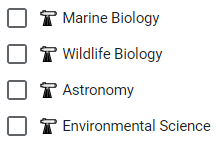 Marine Biology
Wildlife Biology
Astronomy
Environmental Science